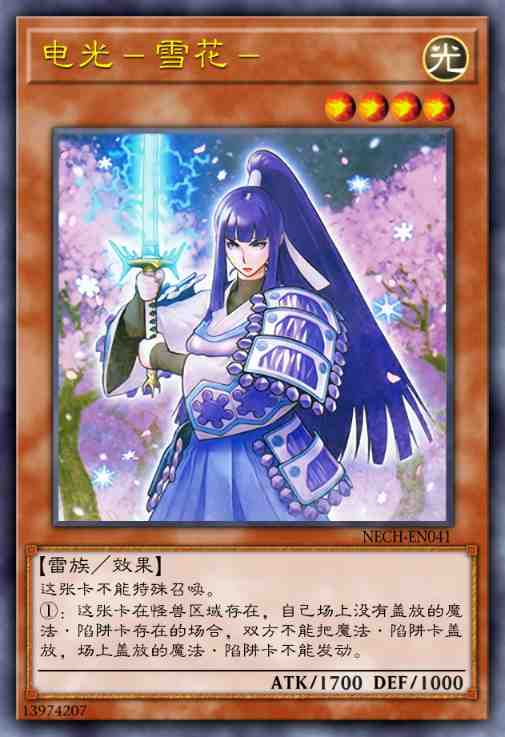 电光－雪花－
光
NECH-EN041
【雷族／效果】
这张卡不能特殊召唤。
①：这张卡在怪兽区域存在，自己场上没有盖放的魔
法·陷阱卡存在的场合，双方不能把魔法·陷阱卡盖
放，场上盖放的魔法·陷阱卡不能发动。
ATK/1700 DEF/1000
13974207